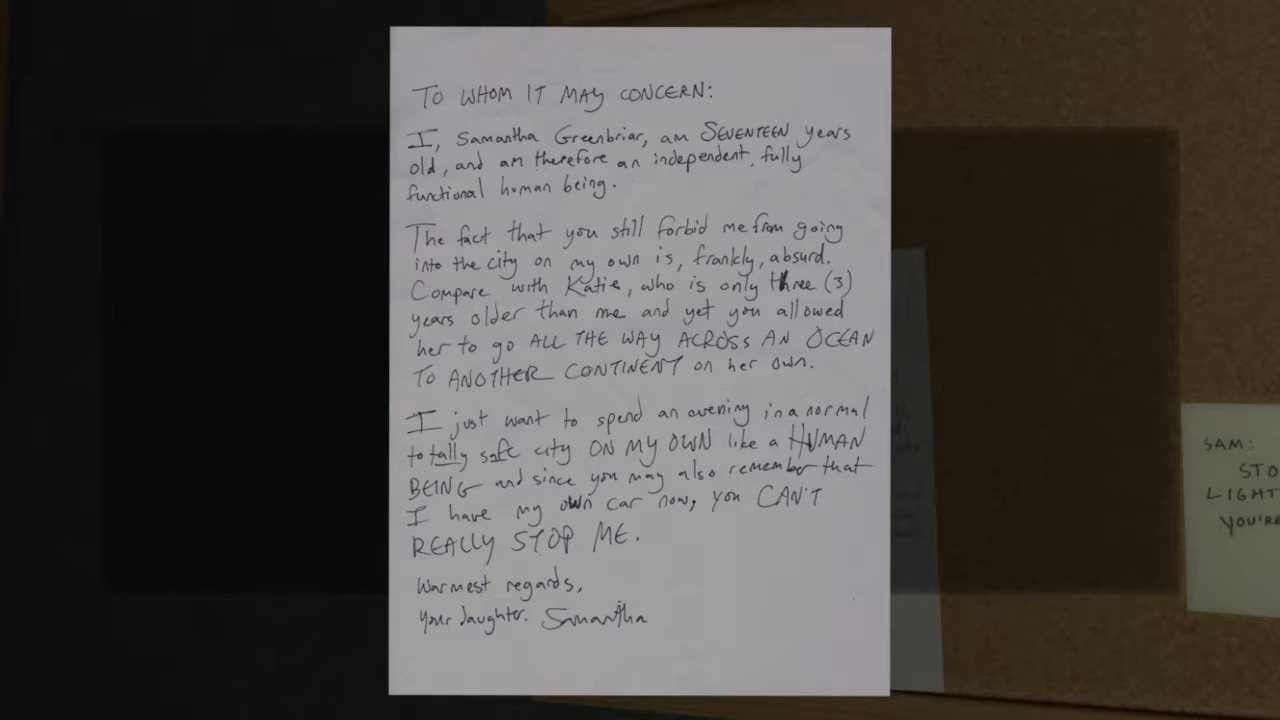 TO WHOM IT MAY CONCERN:
I, Samantha Greenbriar, am SEVENTEEN years
old, and am therefore an independent, fully
functional human being.
The fact that you still forbid me from going
into the city on my own is, frankly, absurd.
Compare with Katie, who is only three (3)
years older than me and yet you allowed
her to go ALL THE WAY ACROSS AN OCEAN
TO ANOTHER CONTINENT on her own.
I just want to spend an evening in a normal
totally safe city ON MY OWN like a HUMAN
BEING and since you may also remember that
I have my own car now, you CAN'T
REALLY STOP ME.
Warmest regards,
Your daughter. Samantha
SAM:
STO
LIGHT
YOU'RE